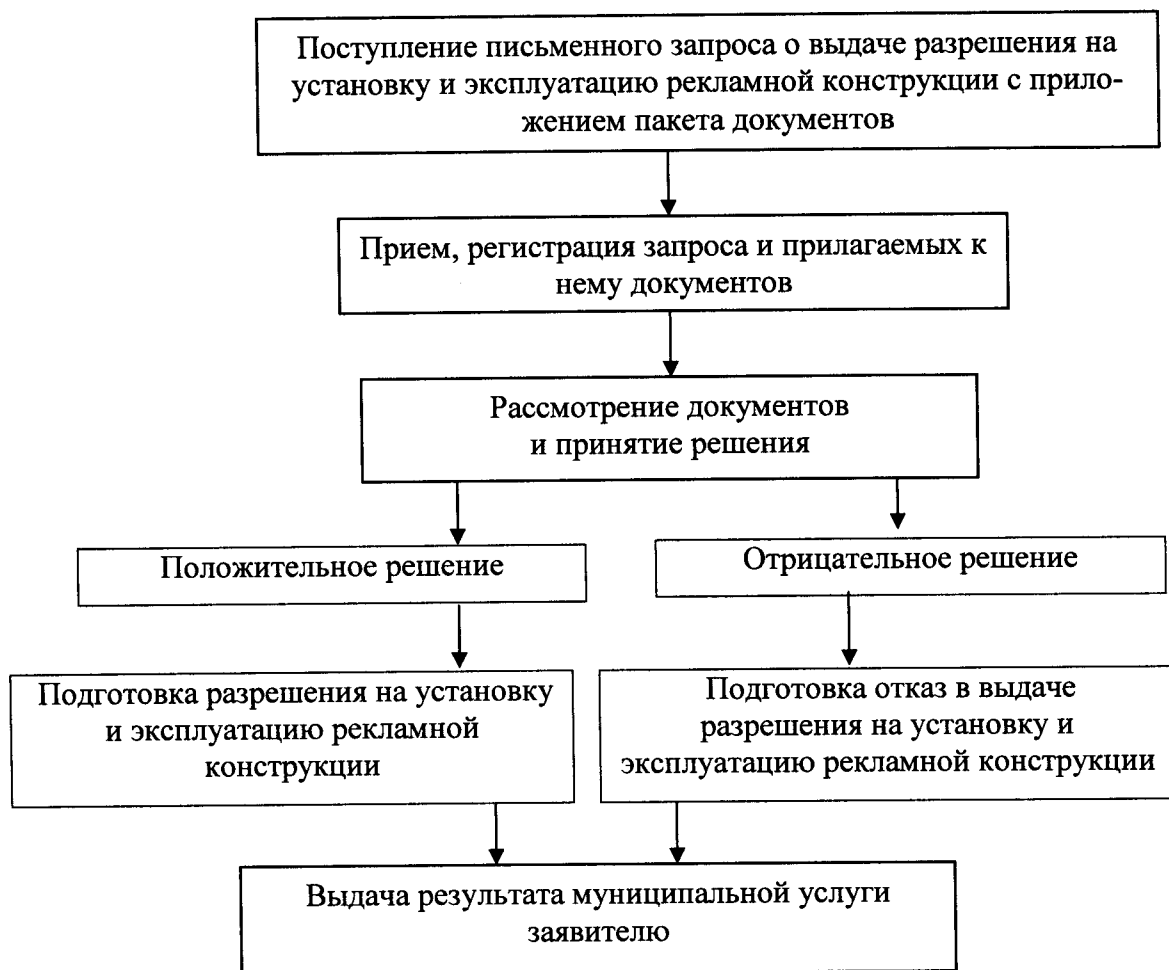 Поступление письменного запроса о выдаче разрешения на
установку и эксплуатацию рекламной конструкции с прило-
жением пакета документов
Прием, регистрация запроса и прилагаемых к
нему документов
Рассмотрение документов
и принятие решения
Положительное решение
Отрицательное решение
Подготовка разрешения на установку
и эксплуатацию рекламной
конструкции
Подготовка отказ в выдаче
разрешения на установку и
эксплуатацию рекламной конструкции
Выдача результата муниципальной услуги
заявителю